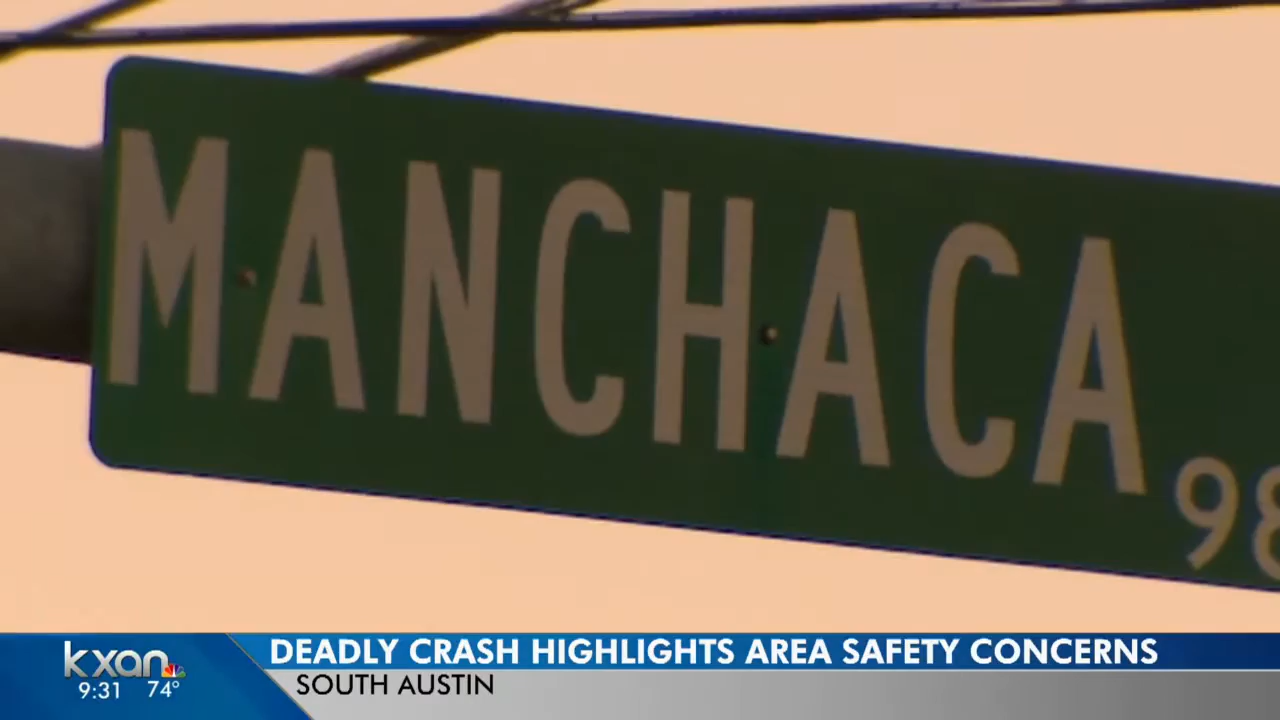 MANCHACA
98
kxan
DEADLY CRASH HIGHLIGHTS AREA SAFETY CONCERNS
9:31 74°
SOUTH AUSTIN